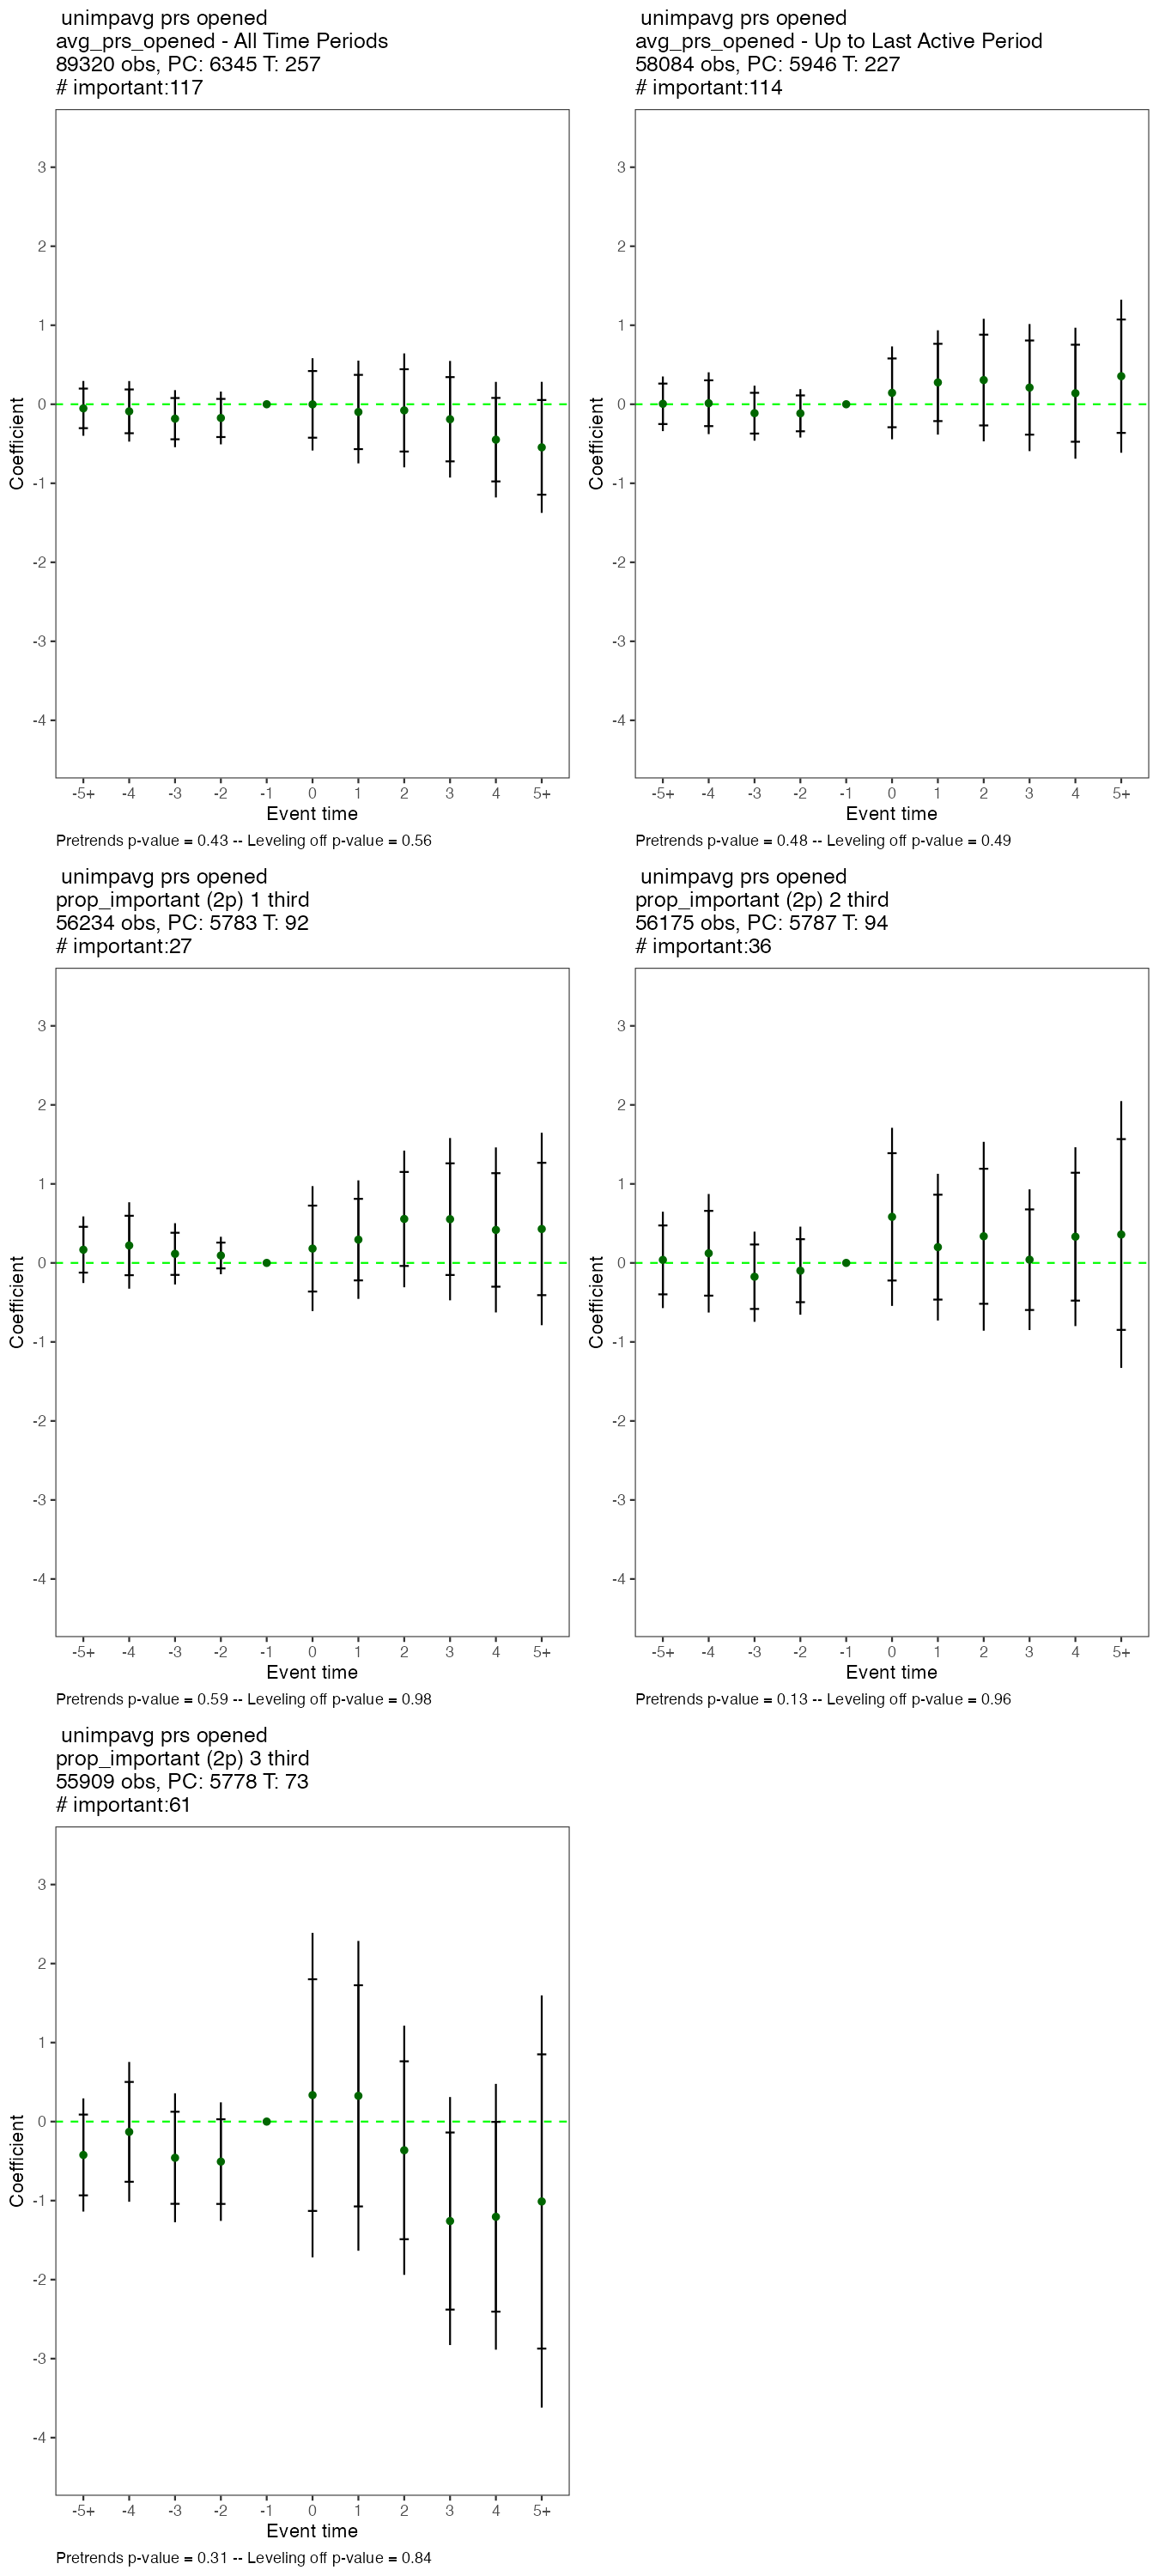 unimpavg prs opened
avg_prs_opened - All Time Periods
89320 obs, PC: 6345 T: 257
# important:117
3
2
1
0
-1
-2
-3
-4
Coefficient
-5+ -4 -3 -2 -1 0 1 2 3 4 5+
Event time
Pretrends p-value = 0.43 -- Leveling off p-value = 0.56
unimpavg prs opened
avg_prs_opened - Up to Last Active Period
58084 obs, PC: 5946 T: 227
# important:114
3
2
1
0
-1
-2
-3
-4
Coefficient
-5+ -4 -3 -2 -1 0 1 2 3 4 5+
Event time
Pretrends p-value = 0.48 -- Leveling off p-value = 0.49
unimpavg prs opened
prop_important (2p) 1 third
56234 obs, PC: 5783 T: 92
# important:27
3
2
1
0
-1
-2
-3
-4
Coefficient
-5+ -4 -3 -2 -1 0 1 2 3 4 5+
Event time
Pretrends p-value = 0.59 -- Leveling off p-value = 0.98
unimpavg prs opened
prop_important (2p) 2 third
56175 obs, PC: 5787 T: 94
# important:36
3
2
1
0
-1
-2
-3
-4
Coefficient
-5+ -4 -3 -2 -1 0 1 2 3 4 5+
Event time
Pretrends p-value = 0.13 -- Leveling off p-value = 0.96
unimpavg prs opened
prop_important (2p) 3 third
55909 obs, PC: 5778 T: 73
# important:61
3
2
1
0
-1
-2
-3
-4
Coefficient
-5+ -4 -3 -2 -1 0 1 2 3 4 5+
Event time
Pretrends p-value = 0.31 -- Leveling off p-value = 0.84